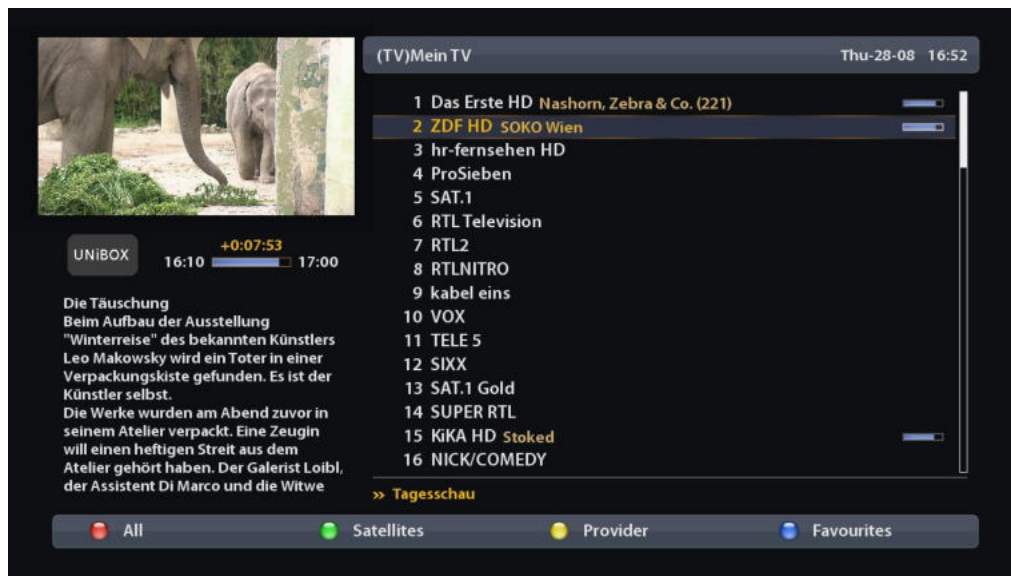 (TV)Mein TV Thu-28-08 16:52
1 Das Erste HD Nashorn, Zebra & Co. (221)
2 ZDF HD SOKO Wien
3 hr-fernsehen HD
4 ProSieben
5 SAT.1
6 RTL Television
7 RTL2
8 RTLNITRO
9 kabel eins
10 VOX
11 TELE 5
12 SIXX
13 SAT.1 Gold
14 SUPER RTL
15 KiKA HD Stoked
16 NICK/COMEDY
>> Tagesschau
UNiBOX
+0:07:53
16:10 17:00
Die Täuschung
Beim Aufbau der Ausstellung
"Winterreise" des bekannten Künstlers
Leo Makowsky wird ein Toter in einer
Verpackungskiste gefunden. Es ist der
Künstler selbst.
Die Werke wurden am Abend zuvor in
seinem Atelier verpackt. Eine Zeugin
will einen heftigen Streit aus dem
Atelier gehört haben. Der Galerist Loibl,
der Assistent Di Marco und die Witwe
All Satellites Provider Favourites